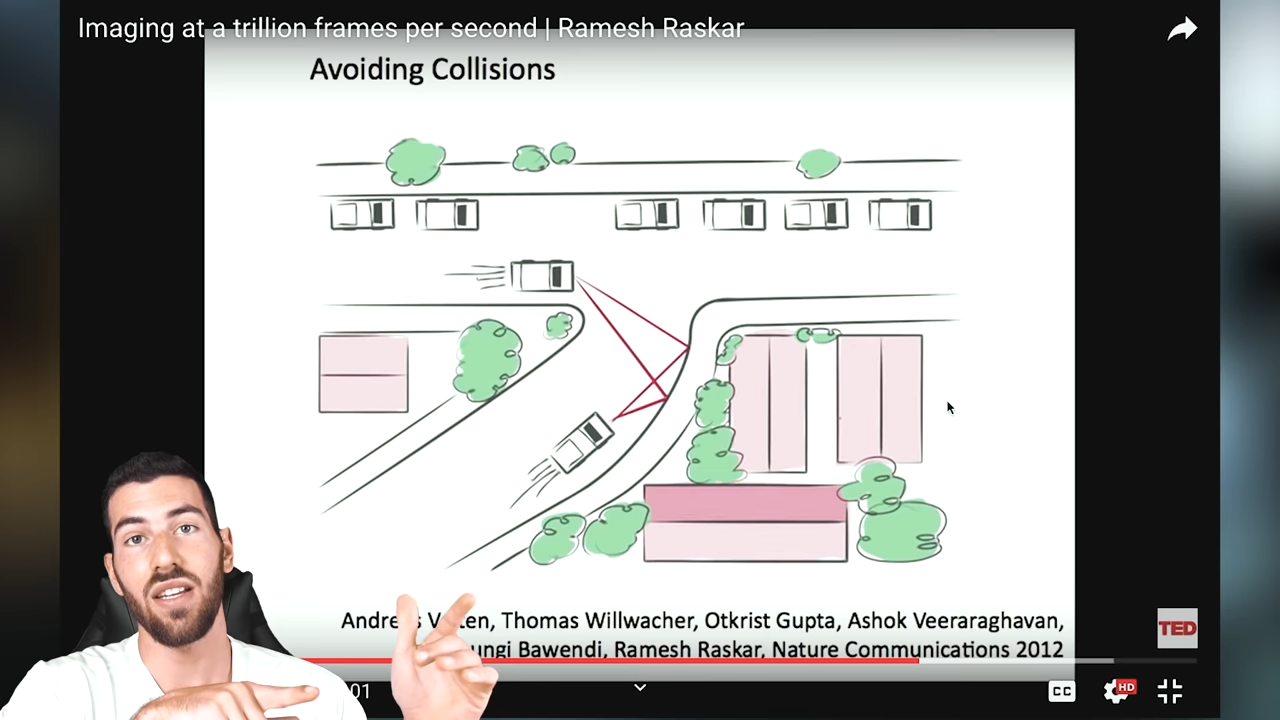 Imaging at a trillion frames per second | Ramesh Raskar
Avoiding Collisions
Thomas Willwacher, Otkrist Gupta, Ashok Veeraraghavan,
Bawendi, Ramesh Raskar, Nature Communications 2012
TED
01
CC
HD